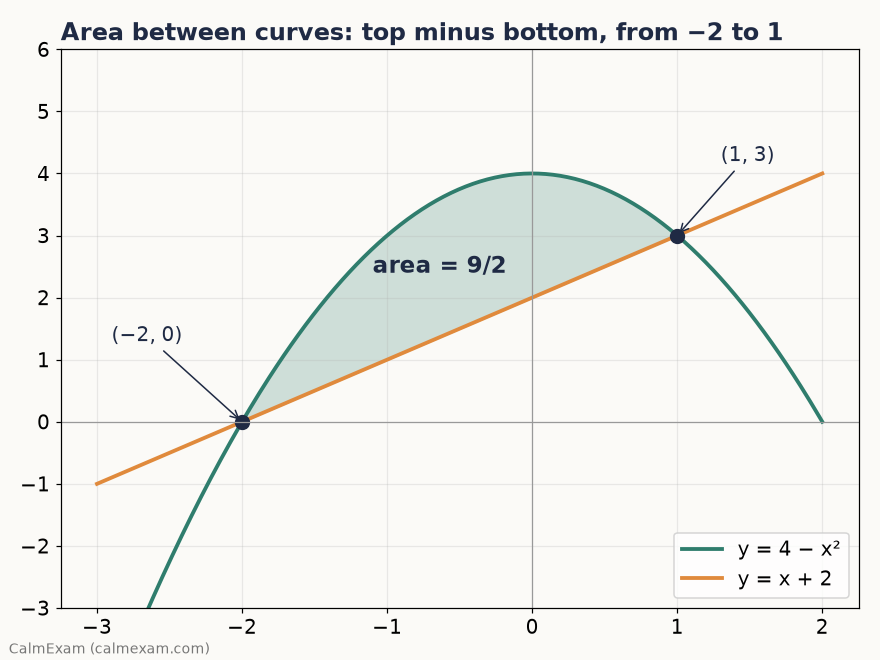 Area between curves: top minus bottom, from −2 to 1
6
5
4
3
2
1
0
−1
−2
−3
(1, 3)
area = 9/2
(−2, 0)
y = 4 − x²
y = x + 2
−3 −2 −1 0 1 2
CalmExam (calmexam.com)